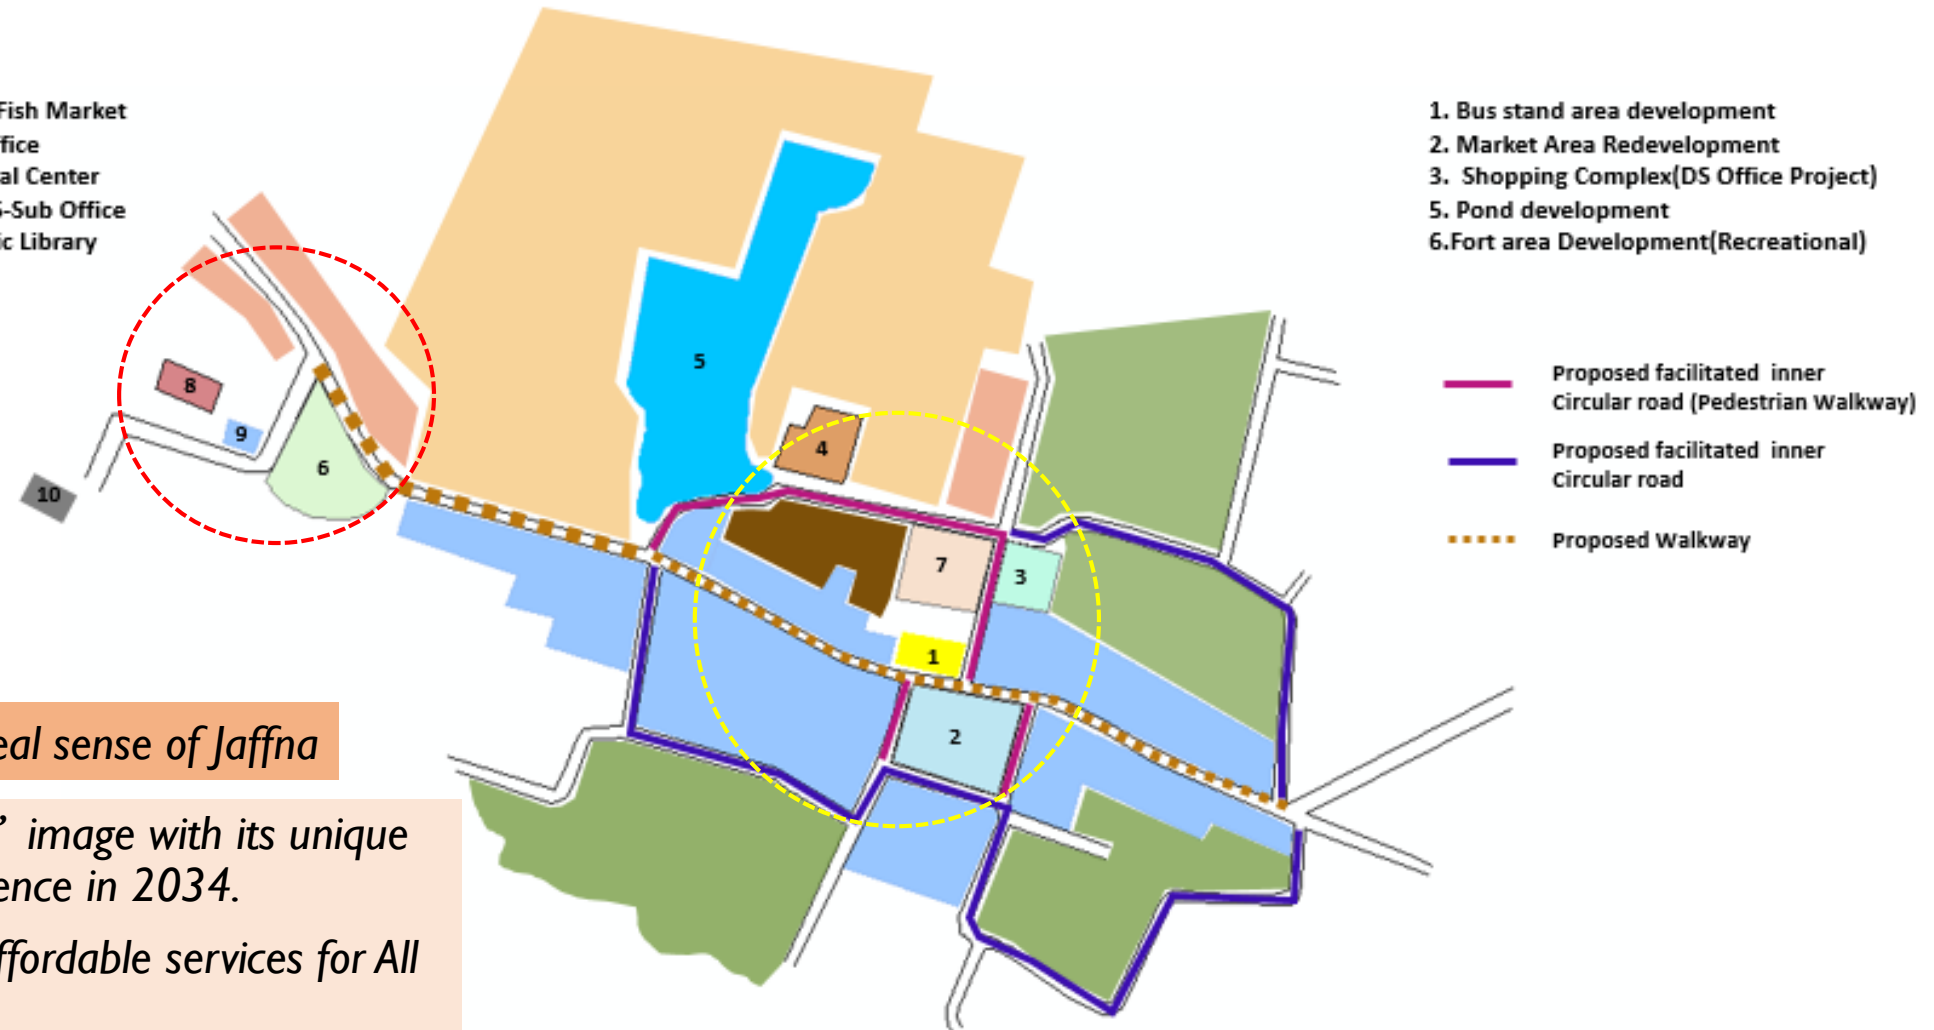 Fish Market
fice
al Center
-Sub Office
ic Library
1. Bus stand area development
2. Market Area Redevelopment
3. Shopping Complex(DS Office Project)
5. Pond development
6.Fort area Development(Recreational)
Proposed facilitated inner
Circular road (Pedestrian Walkway)
Proposed facilitated inner
Circular road
Proposed Walkway
5
8
9
4
6
10
7
3
1
2
eal sense of Jaffna
’ image with its unique
ence in 2034.
ffordable services for All